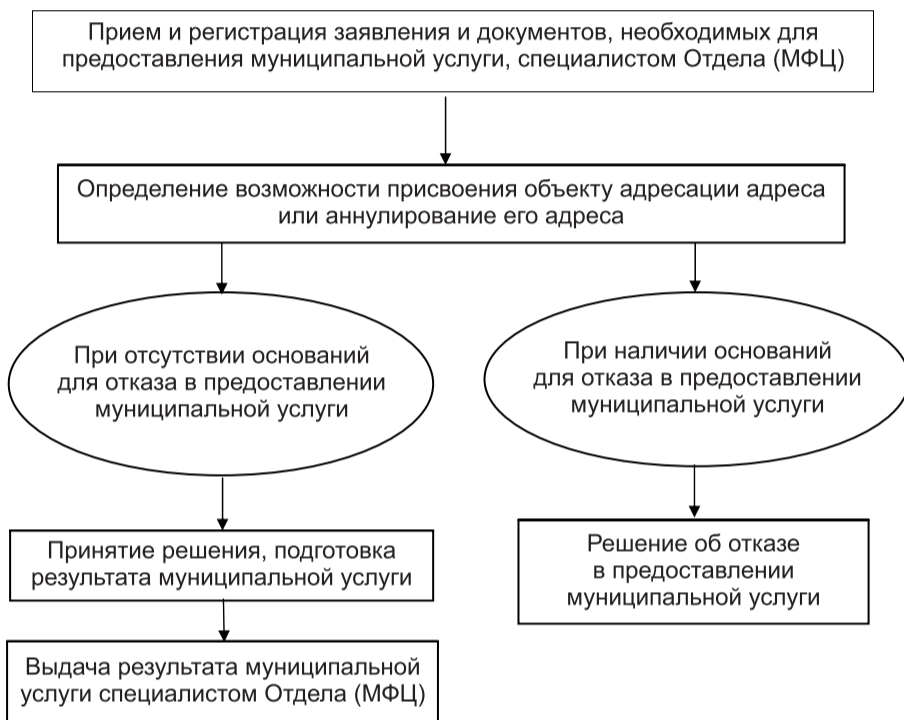 Прием и регистрация заявления и документов, необходимых для
предоставления муниципальной услуги, специалистом Отдела (МФЦ)
Определение возможности присвоения объекту адресации адреса
или аннулирование его адреса
При отсутствии оснований
для отказа в предоставлении
муниципальной услуги
При наличии оснований
для отказа в предоставлении
муниципальной услуги
Принятие решения, подготовка
результата муниципальной услуги
Решение об отказе
в предоставлении
муниципальной услуги
Выдача результата муниципальной
услуги специалистом Отдела (МФЦ)